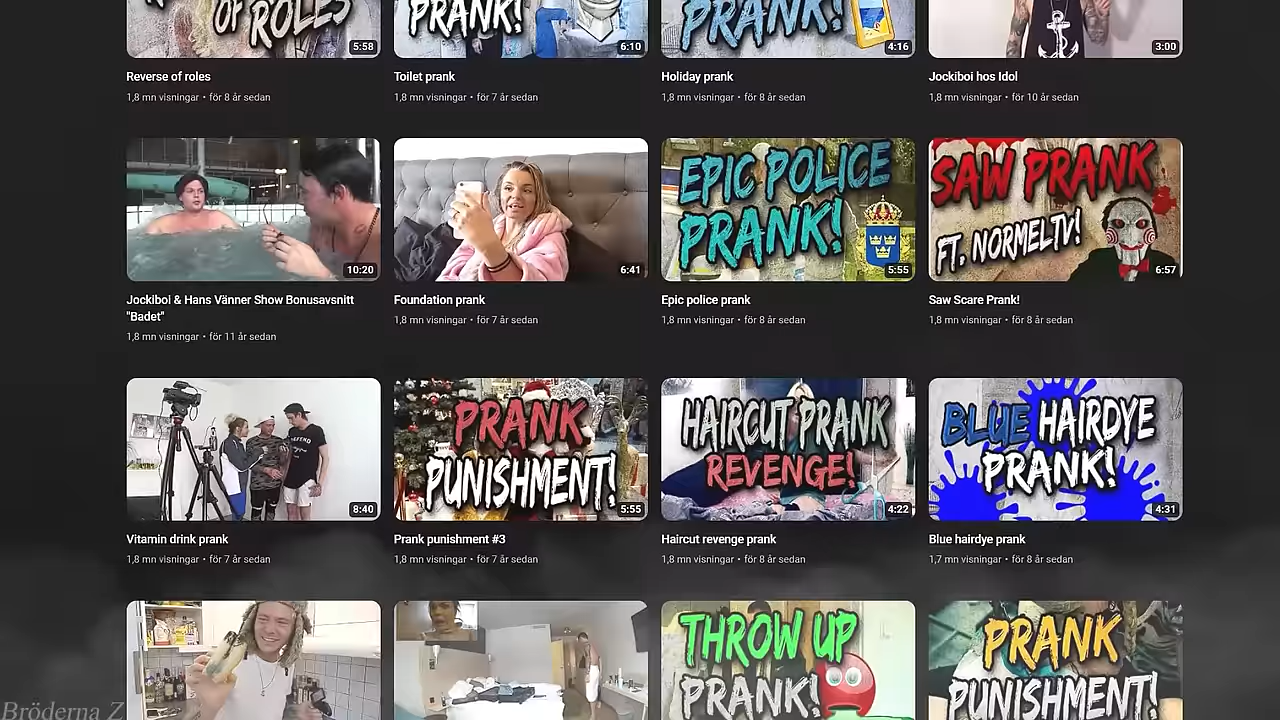 OF ROLES
5:58
PRANK!
6:10
PRANK!
4:16
3:00
Reverse of roles
Toilet prank
Holiday prank
Jockiboi hos Idol
1,8 mn visningar • för 8 år sedan
1,8 mn visningar • för 7 år sedan
1,8 mn visningar • för 8 år sedan
1,8 mn visningar • för 10 år sedan
10:20
6:41
EPIC POLICE
PRANK!
5:55
SAW PRANK
FT. NORMELTV!
6:57
Jockiboi & Hans Vänner Show Bonusavsnitt
"Badet"
1,8 mn visningar • för 11 år sedan
Foundation prank
1,8 mn visningar • för 7 år sedan
Epic police prank
1,8 mn visningar • för 8 år sedan
Saw Scare Prank!
1,8 mn visningar • för 8 år sedan
DEFEND
8:40
PRANK
PUNISHMENT!
5:55
HAIRCUT PRANK
REVENGE!
4:22
BLUE HAIRDYE
PRANK!
4:31
Vitamin drink prank
Prank punishment #3
Haircut revenge prank
Blue hairdye prank
1,8 mn visningar • för 7 år sedan
1,8 mn visningar • för 7 år sedan
1,8 mn visningar • för 8 år sedan
1,7 mn visningar • för 8 år sedan
THROW UP
PRANK!
PRANK
PUNISHMENT!
Bröderna Z